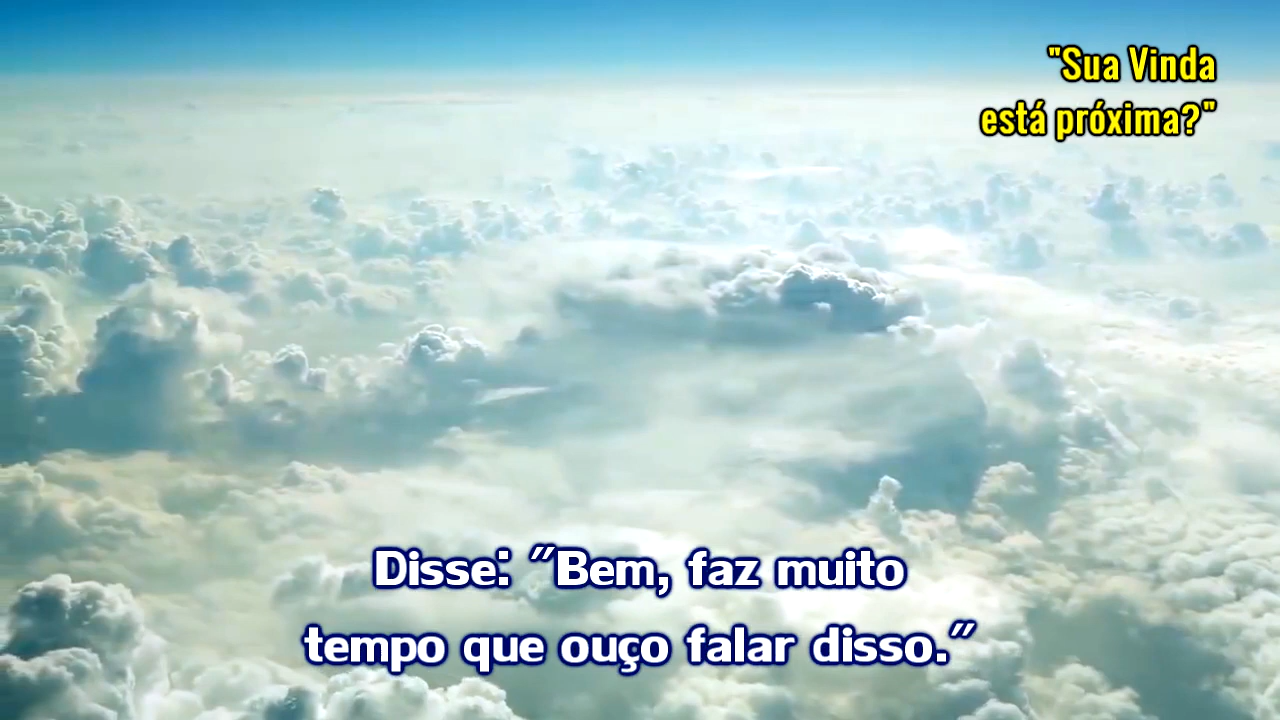 "Sua Vinda
está próxima?"
Disse: "Bem, faz muito
tempo que ouço falar disso."